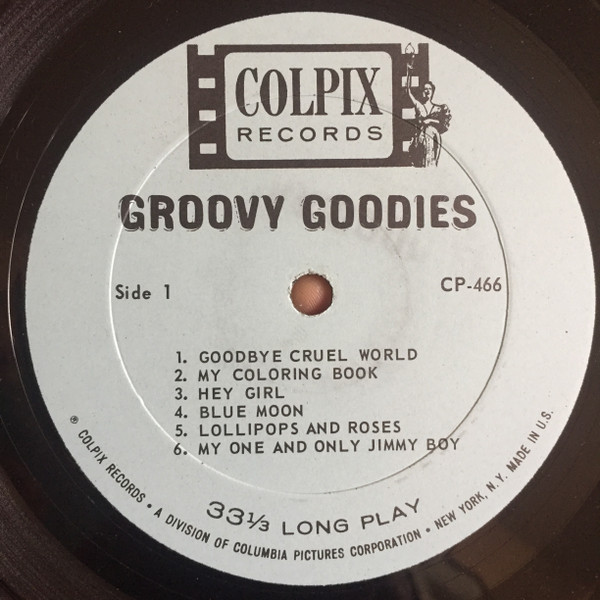 COLPIX
RECORDS
GROOVY GOODIES
Side 1
CP-466
1. GOODBYE CRUEL WORLD
2. MY COLORING BOOK
3. HEY GIRL
4. BLUE MOON
5. LOLLIPOPS AND ROSES
6. MY ONE AND ONLY JIMMY BOY
33⅓ LONG PLAY
® COLPIX RECORDS • A DIVISION OF COLUMBIA PICTURES CORPORATION • NEW YORK, N. Y. MADE IN U.S.